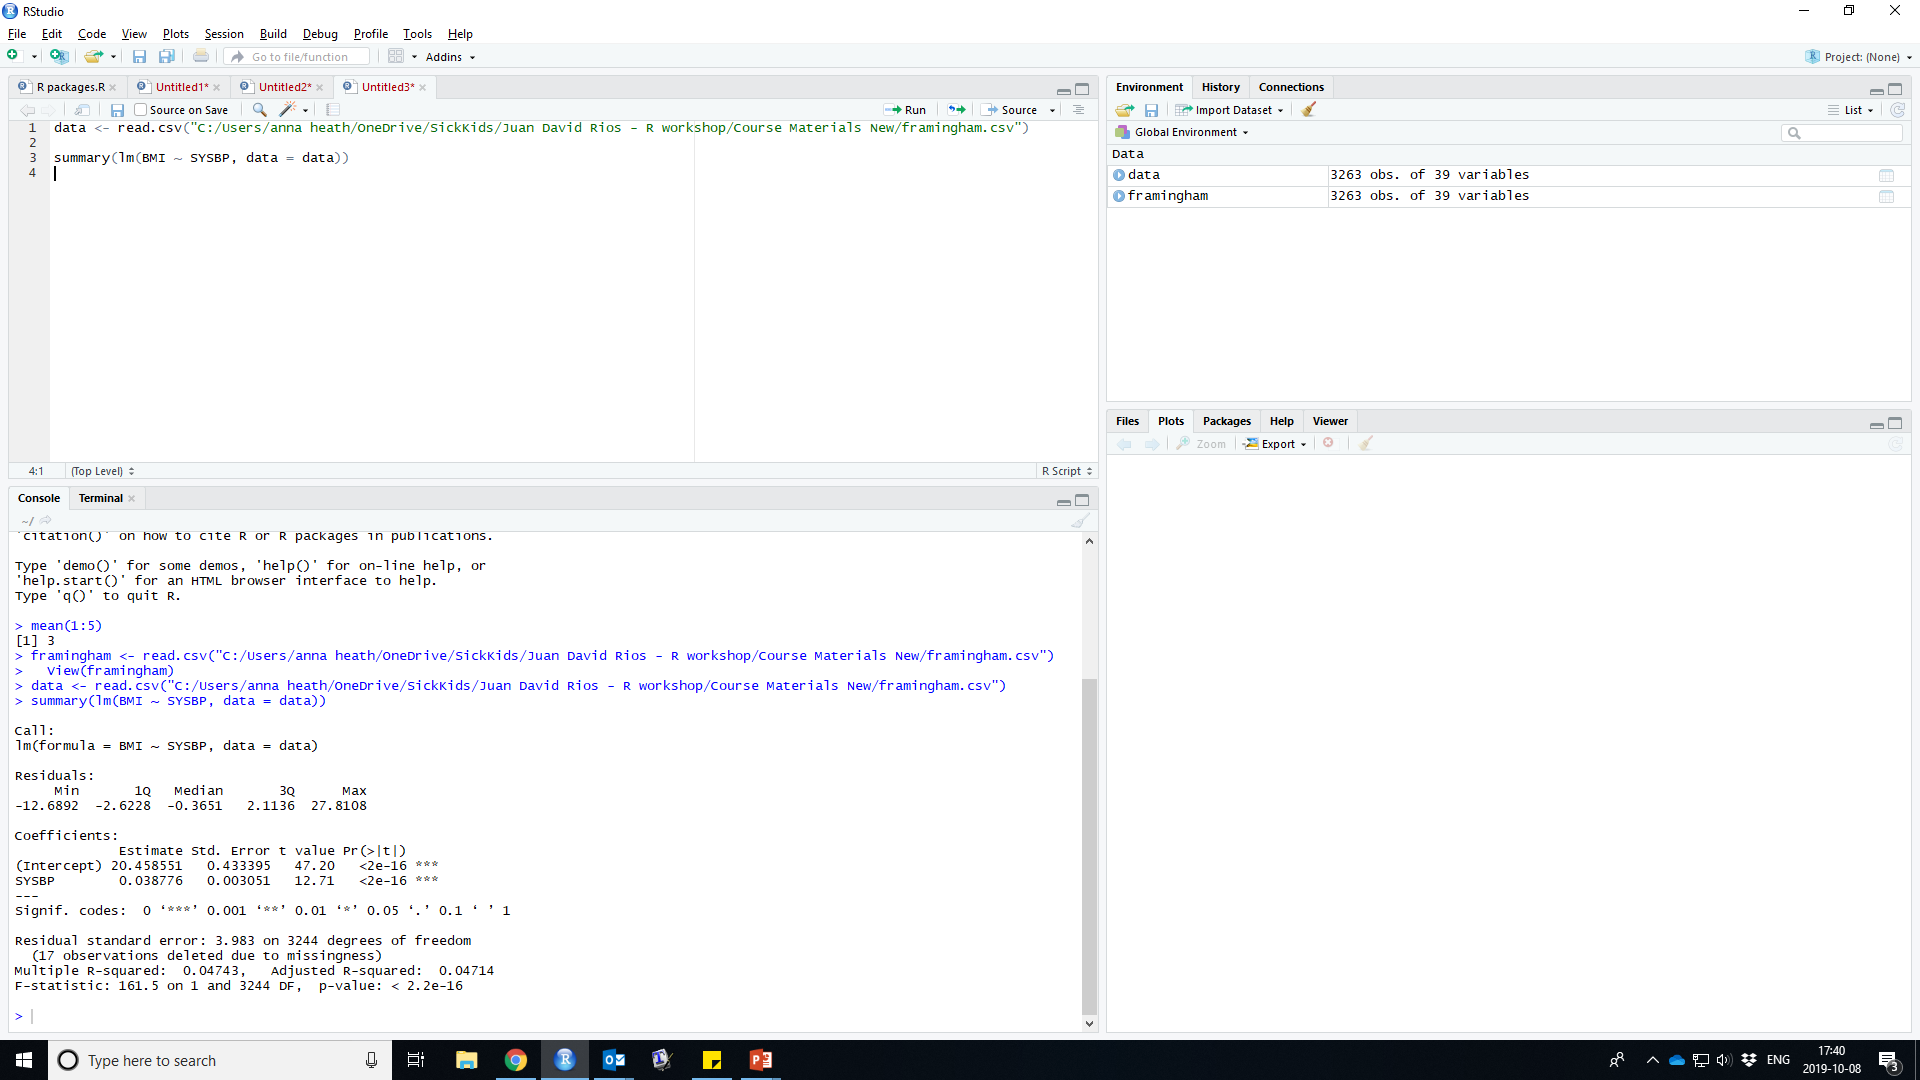 RStudio
File Edit Code View Plots Session Build Debug Profile Tools Help
Go to file/function Addins Project: (None)
R packages.R Untitled1* Untitled2* Untitled3*
Source on Save Run Source
1 data <- read.csv("C:/Users/anna heath/OneDrive/SickKids/Juan David Rios - R workshop/Course Materials New/framingham.csv")
2
3 summary(lm(BMI ~ SYSBP, data = data))
4
4:1 (Top Level) R Script
Console Terminal
~/
'citation()' on how to cite R or R packages in publications.
Type 'demo()' for some demos, 'help()' for on-line help, or
'help.start()' for an HTML browser interface to help.
Type 'q()' to quit R.
> mean(1:5)
[1] 3
> framingham <- read.csv("C:/Users/anna heath/OneDrive/SickKids/Juan David Rios - R workshop/Course Materials New/framingham.csv")
>   View(framingham)
> data <- read.csv("C:/Users/anna heath/OneDrive/SickKids/Juan David Rios - R workshop/Course Materials New/framingham.csv")
> summary(lm(BMI ~ SYSBP, data = data))
Call:
lm(formula = BMI ~ SYSBP, data = data)
Residuals:
Min 1Q Median 3Q Max
-12.6892 -2.6228 -0.3651 2.1136 27.8108
Coefficients:
Estimate Std. Error t value Pr(>|t|)
(Intercept) 20.458551 0.433395 47.20 <2e-16 ***
SYSBP 0.038776 0.003051 12.71 <2e-16 ***
---
Signif. codes:  0 ‘***’ 0.001 ‘**’ 0.01 ‘*’ 0.05 ‘.’ 0.1 ‘ ’ 1
Residual standard error: 3.983 on 3244 degrees of freedom
(17 observations deleted due to missingness)
Multiple R-squared:  0.04743,   Adjusted R-squared:  0.04714
F-statistic: 161.5 on 1 and 3244 DF,  p-value: < 2.2e-16
>
Environment History Connections
Import Dataset List
Global Environment
Data
data 3263 obs. of 39 variables
framingham 3263 obs. of 39 variables
Files Plots Packages Help Viewer
Zoom Export
Type here to search
ENG
17:40
2019-10-08
3